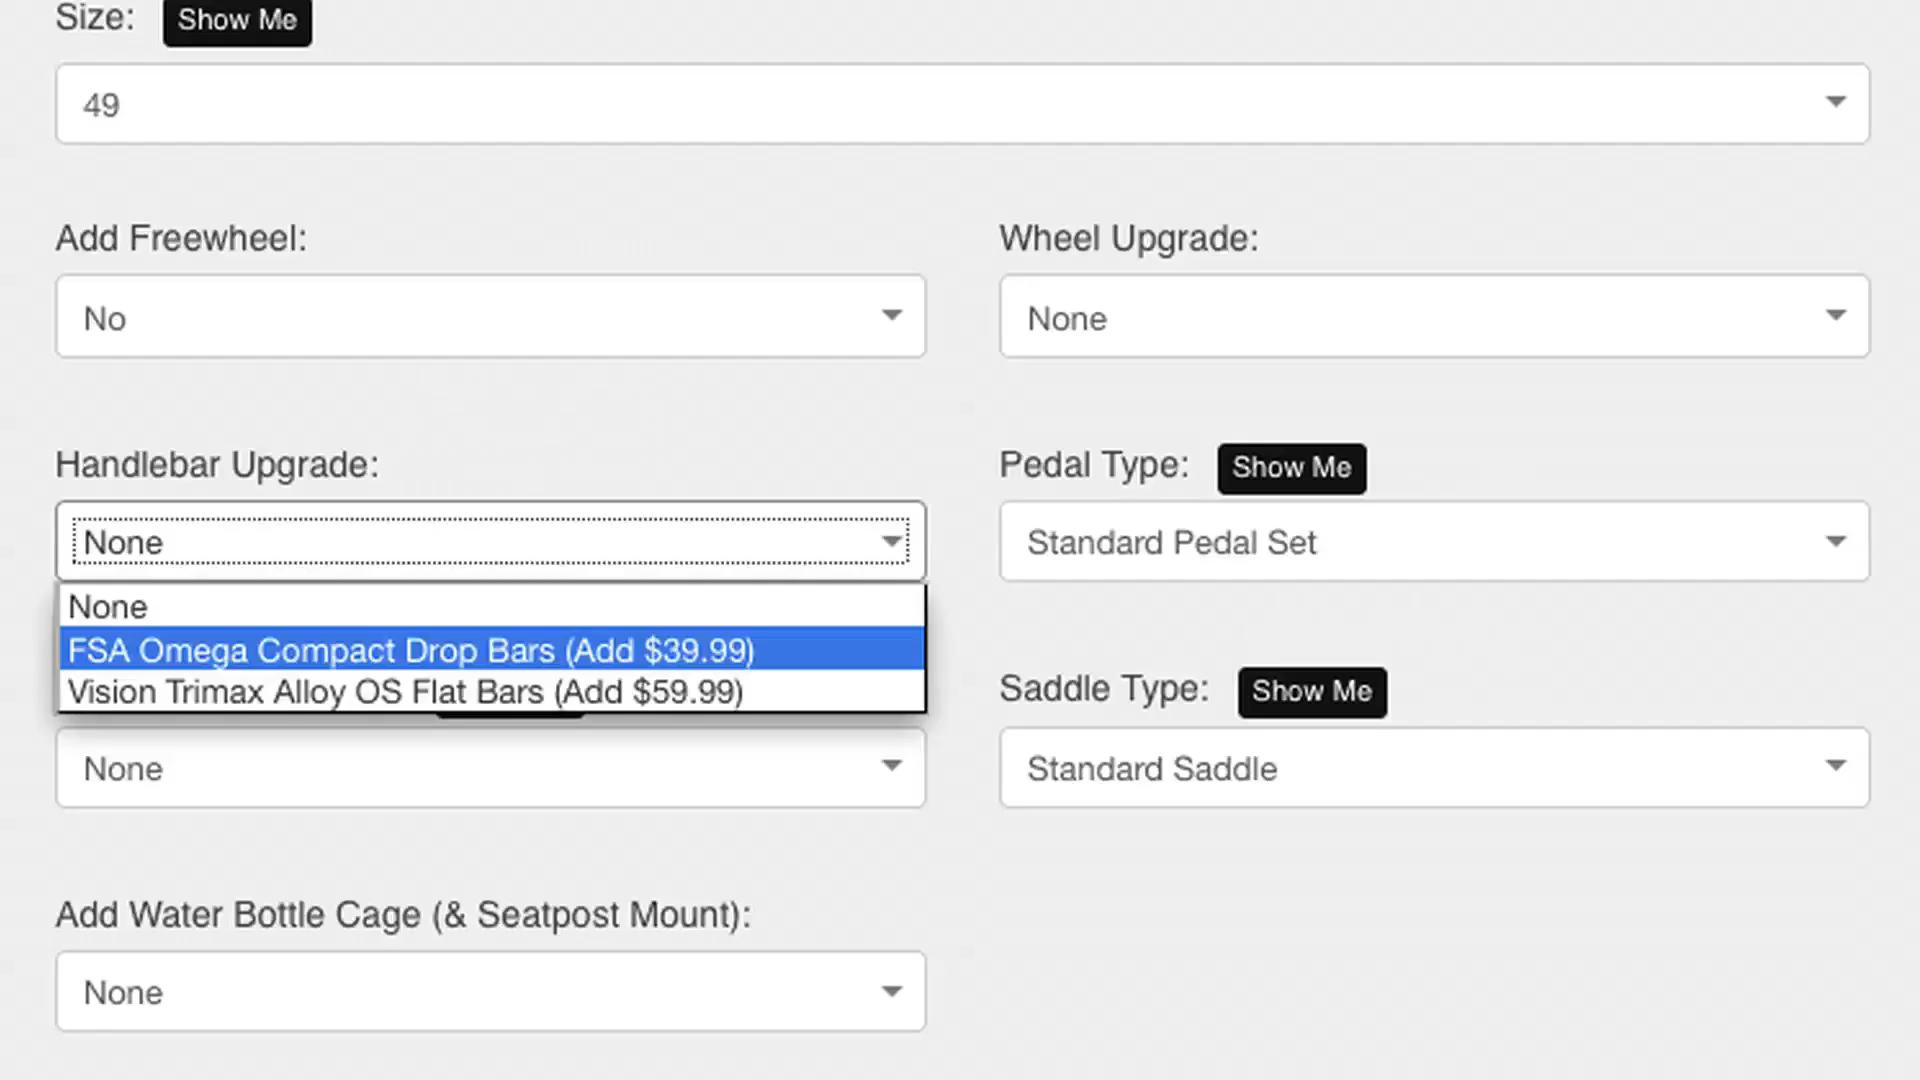 Size: Show Me
49
Add Freewheel:
Wheel Upgrade:
No
None
Handlebar Upgrade:
Pedal Type: Show Me
None
Standard Pedal Set
None
FSA Omega Compact Drop Bars (Add $39.99)
Vision Trimax Alloy OS Flat Bars (Add $59.99)
Saddle Type: Show Me
None
Standard Saddle
Add Water Bottle Cage (& Seatpost Mount):
None